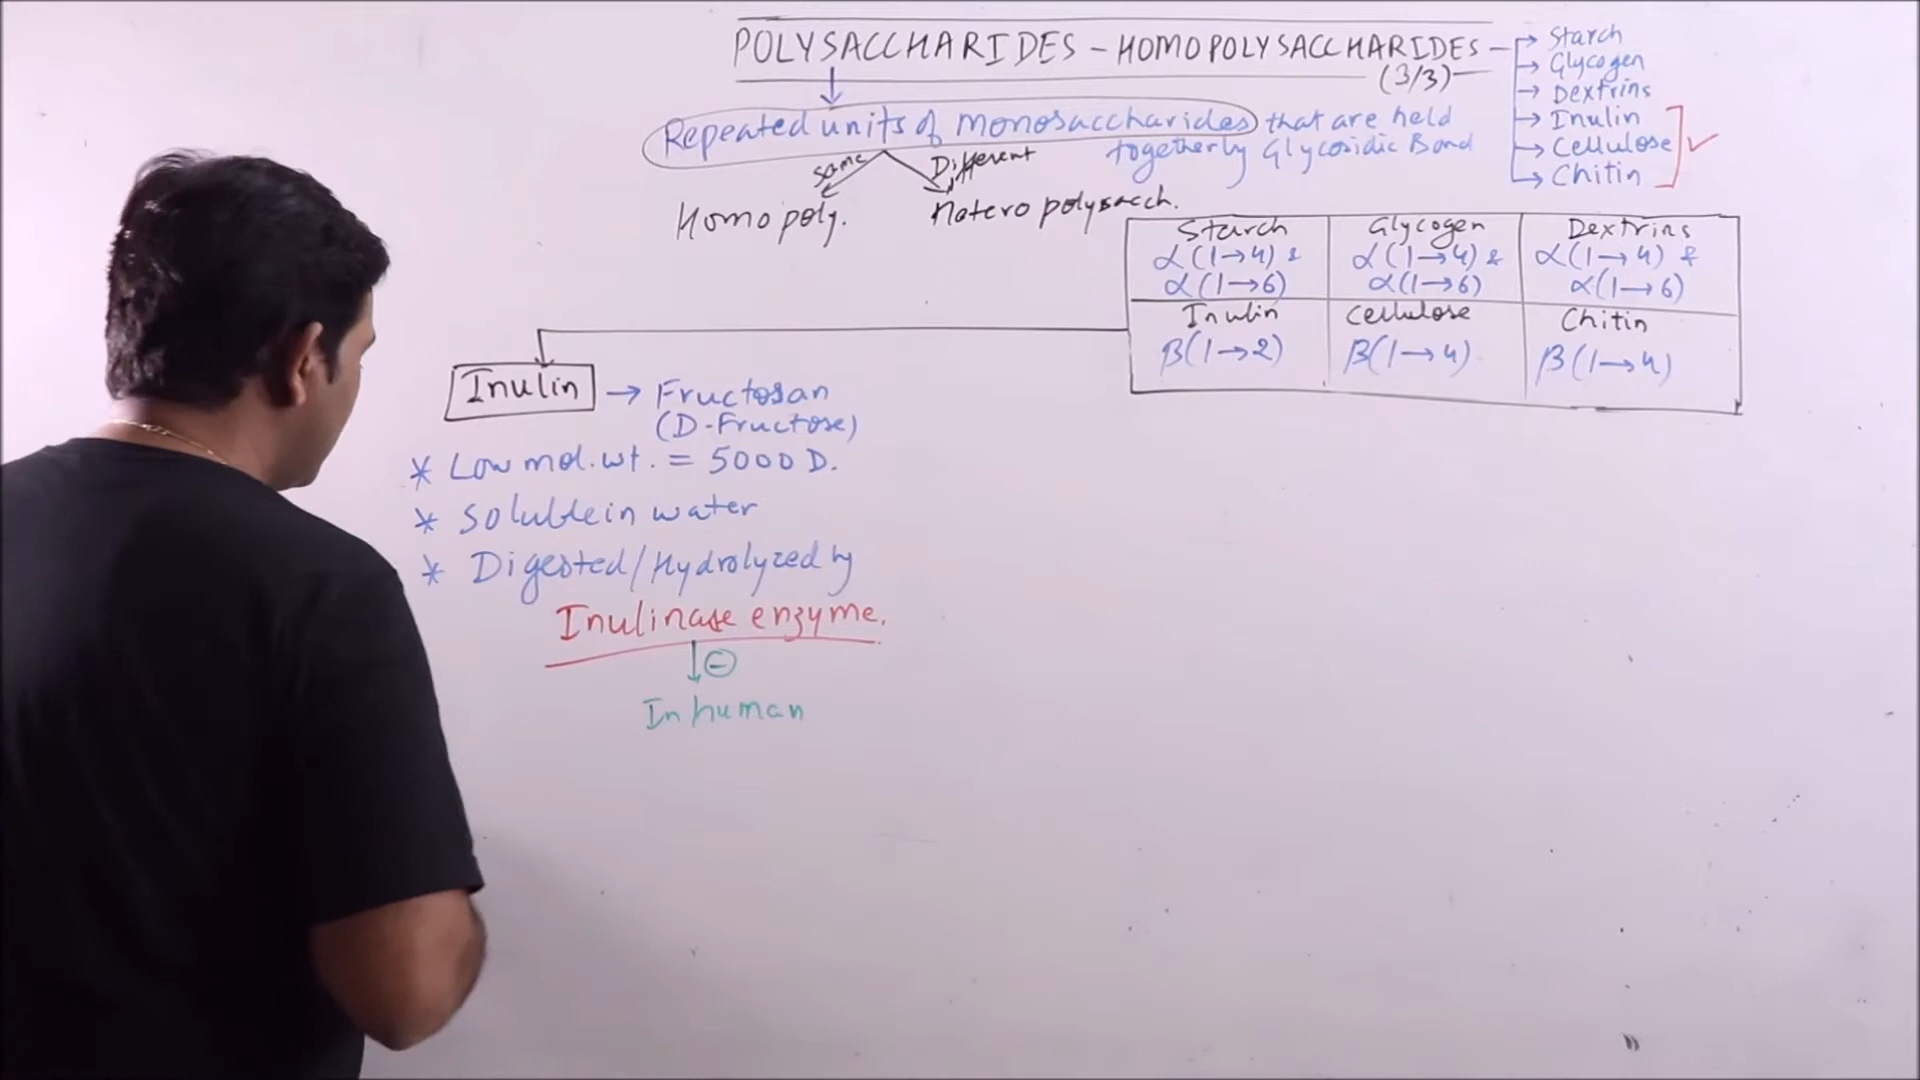 POLYSACCHARIDES - HOMOPOLYSACCHARIDES
(3/3)
Starch
Glycogen
Dextrins
Inulin
Cellulose
Chitin
Repeated units of monosaccharides that are held
together by Glycosidic Bond
same
Different
Homopoly.
Hetero polysacch.
Starch
α(1→4) &
α(1→6)
Glycogen
α(1→4) &
α(1→6)
Dextrins
α(1→4) &
α(1→6)
Inulin
β(1→2)
Cellulose
β(1→4)
Chitin
β(1→4)
Inulin → Fructosan
(D-Fructose)
* Low mol. wt. = 5000 D.
* Soluble in water
* Digested/Hydrolyzed by
Inulinase enzyme.
↓ ⊖
In human